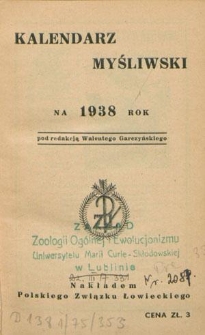 KALENDARZ
MYŚLIWSKI
NA 1938 ROK
pod redakcją Walentego Garczyńskiego
ZAKŁAD
Zoologii Ogólnej i Ewolucjonizmu
Uniwersytetu Marii Curie-Skłodowskiej
w Lublinie
Nakładem
Polskiego Związku Łowieckiego
CENA ZŁ. 3